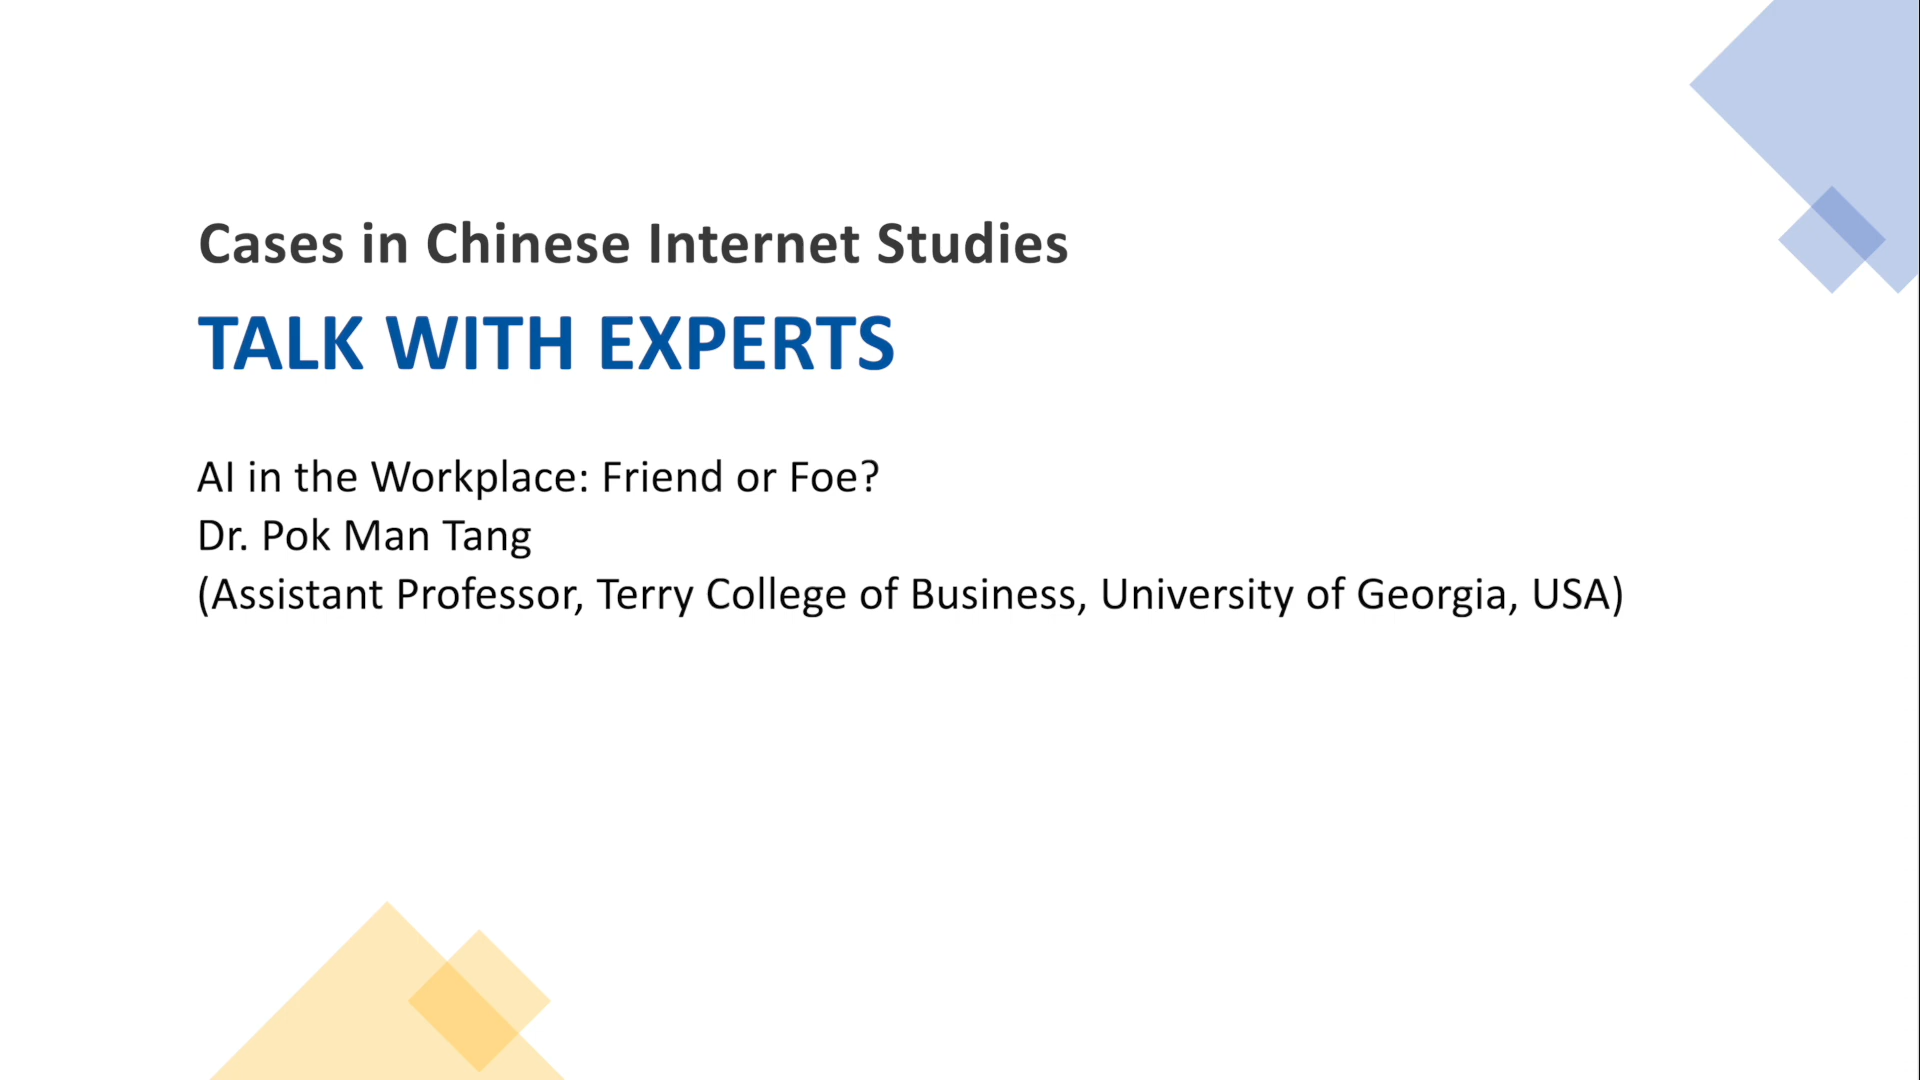 Cases in Chinese Internet Studies
TALK WITH EXPERTS
AI in the Workplace: Friend or Foe?
Dr. Pok Man Tang
(Assistant Professor, Terry College of Business, University of Georgia, USA)